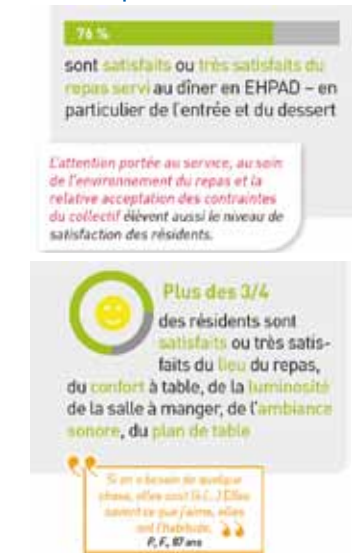 76 %
sont satisfaits ou très satisfaits du
repas servi au dîner en EHPAD – en
particulier de l'entrée et du dessert
L'attention portée au service, au soin
de l'environnement du repas et la
relative acceptation des contraintes
du collectif élèvent aussi le niveau de
satisfaction des résidents.
Plus des 3/4
des résidents sont
satisfaits ou très satis-
faits du lieu du repas,
du confort à table, de la luminosité
de la salle à manger, de l'ambiance
sonore, du plan de table
Si on a besoin de quelque
chose, elles sont là (...) Elles
savent ce que j'aime, elles
ont l'habitude.
P, F, 87 ans